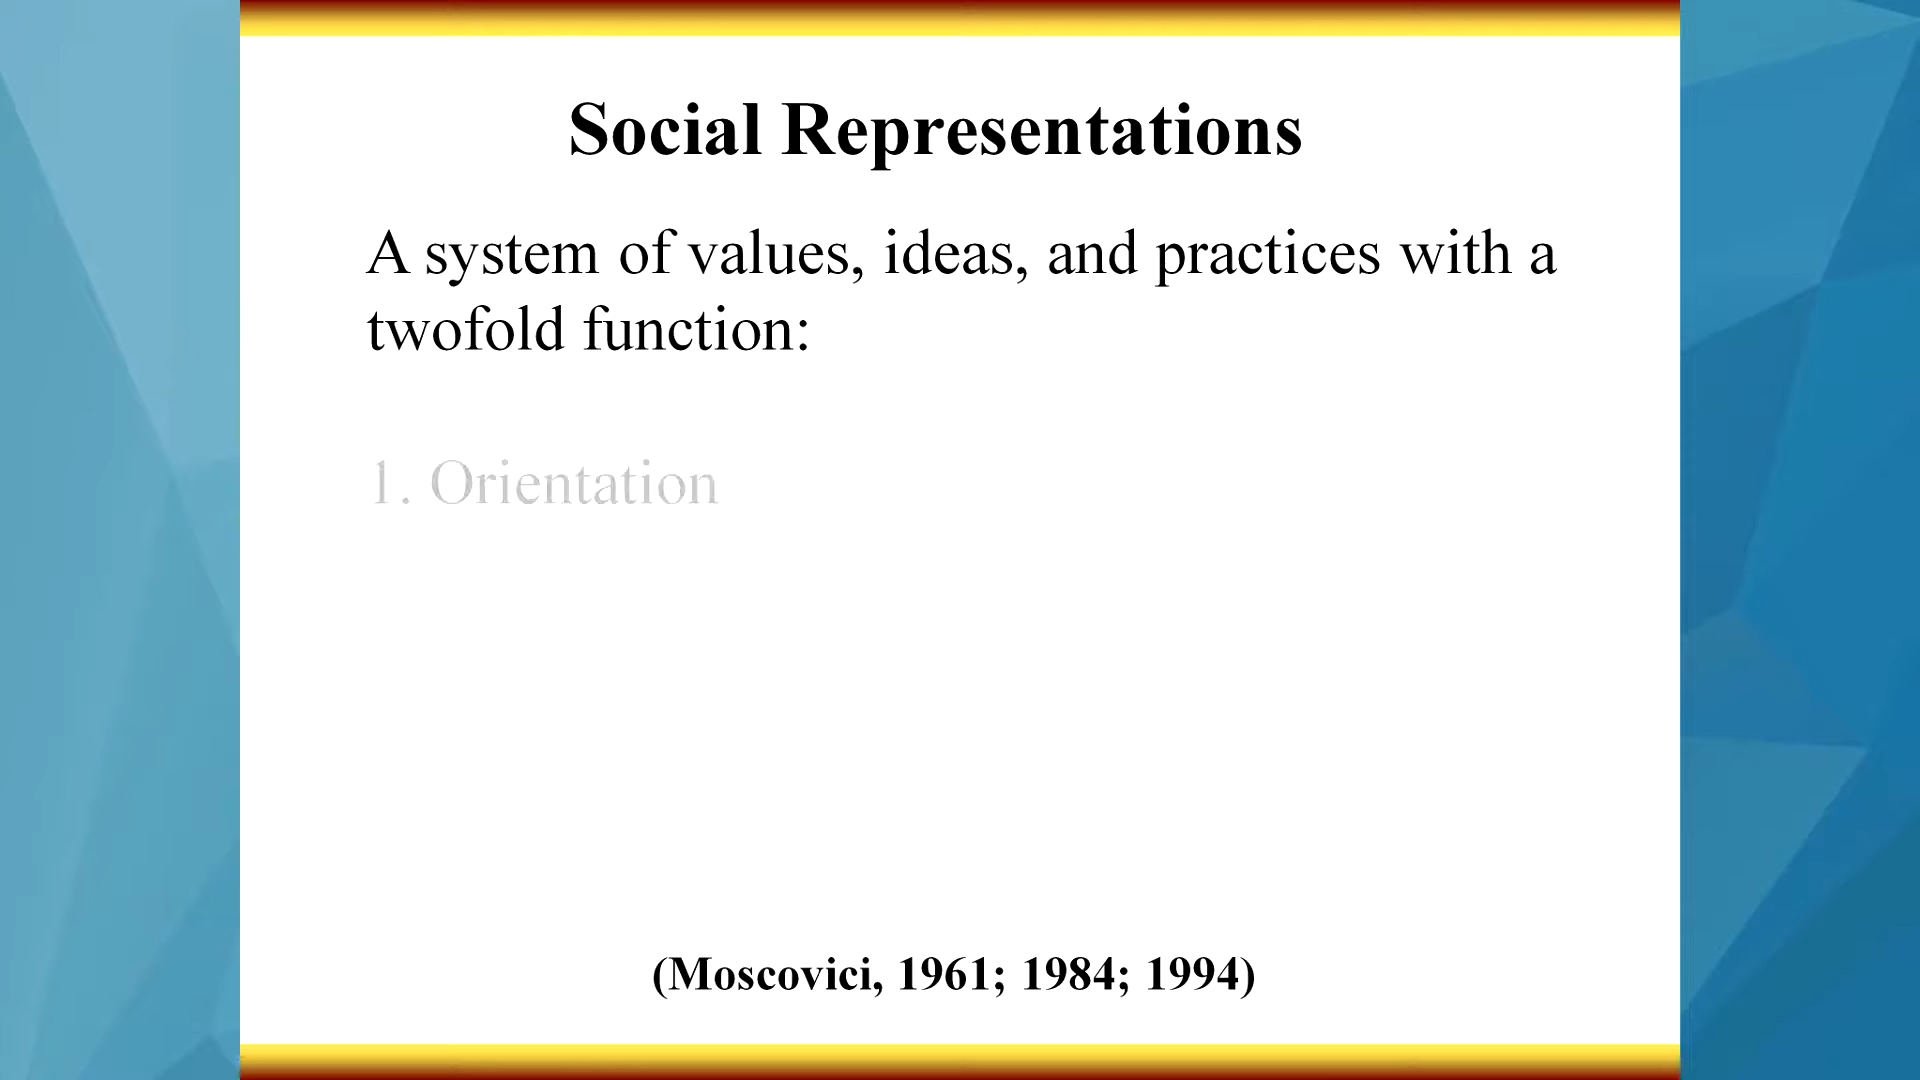 Social Representations
A system of values, ideas, and practices with a
twofold function:
1. Orientation
(Moscovici, 1961; 1984; 1994)